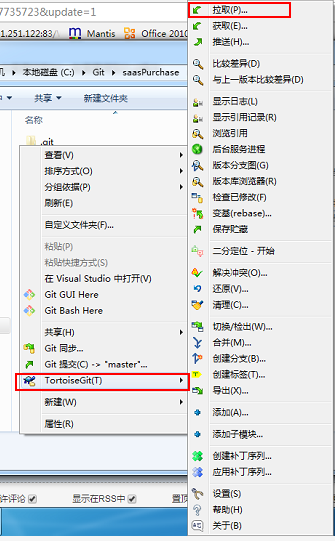 7735723&update=1
1.251.122:83/
Mantis
Office 2010
本地磁盘 (C:)
Git
saasPurchase
共享
新建文件夹
名称
.git
查看(V)
排序方式(O)
分组依据(P)
刷新(E)
自定义文件夹(F)...
粘贴(P)
粘贴快捷方式(S)
在 Visual Studio 中打开(V)
Git GUI Here
Git Bash Here
共享(H)
Git 同步...
Git 提交(C) -> "master"...
TortoiseGit(T)
新建(W)
属性(R)
拉取(P)...
获取(E)...
推送(H)...
比较差异(D)
与上一版本比较差异(D)
显示日志(L)
显示引用记录(R)
浏览引用
后台服务进程
版本分支图(G)
版本库浏览器(R)
检查已修改(F)
变基(rebase)...
保存贮藏
二分定位 - 开始
解决冲突(O)...
还原(V)...
清理(C)...
切换/检出(W)...
合并(M)...
创建分支(B)...
创建标签(T)...
导出(X)...
添加(A)...
添加子模块...
创建补丁序列...
应用补丁序列...
设置(S)
帮助(H)
关于(B)
许评论
显示在RSS中
置顶